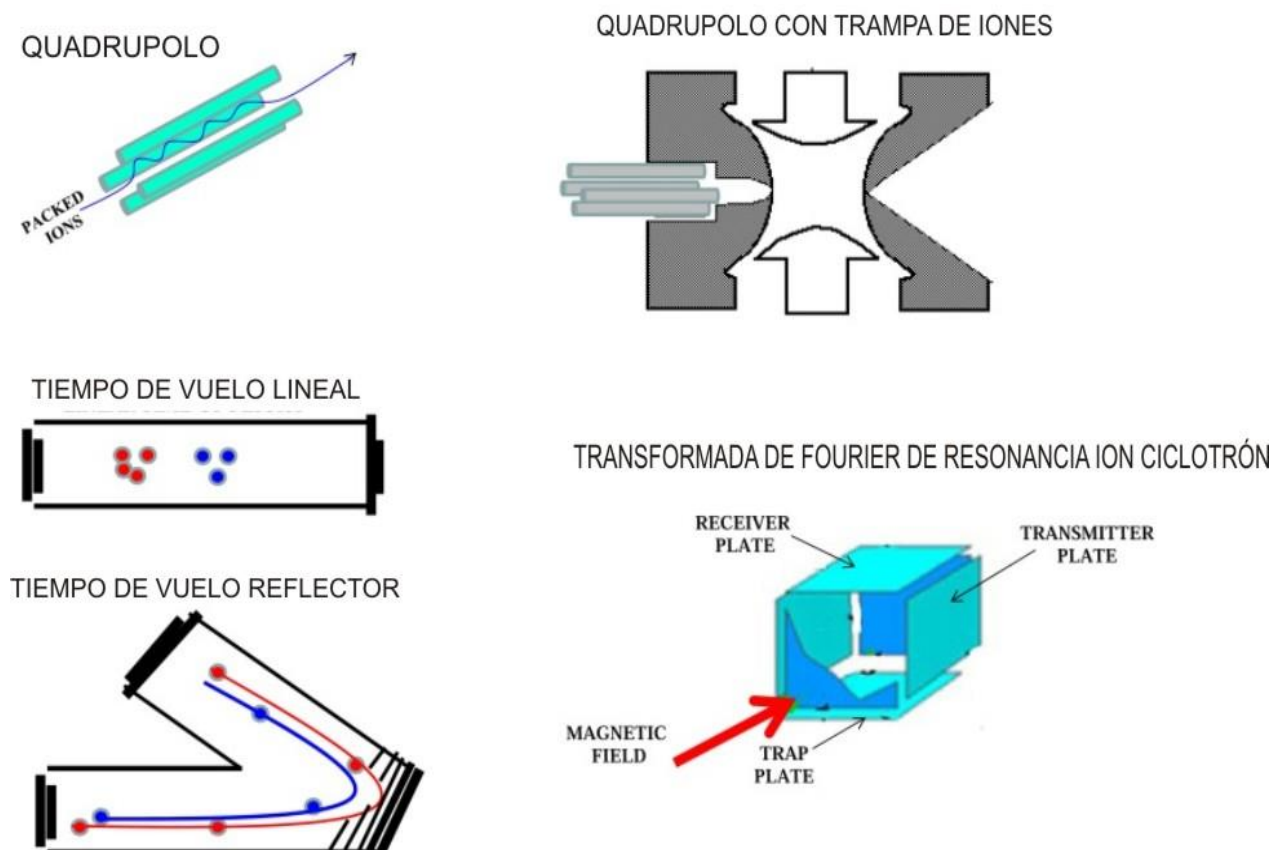 QUADRUPOLO
PACKED
IONS
QUADRUPOLO CON TRAMPA DE IONES
TIEMPO DE VUELO LINEAL
TIEMPO DE VUELO REFLECTOR
TRANSFORMADA DE FOURIER DE RESONANCIA ION CICLOTRÓN
RECEIVER
PLATE
TRANSMITTER
PLATE
MAGNETIC
FIELD
TRAP
PLATE